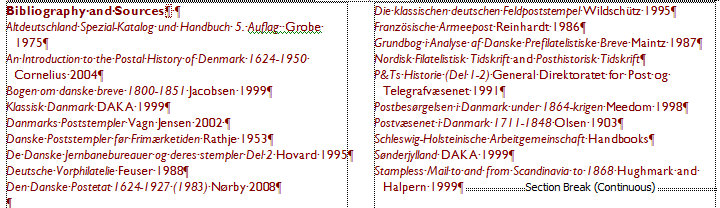 Bibliography and Sources
Altdeutschland Spezial-Katalog und Handbuch 5. Auflag: Grobe
1975
An Introduction to the Postal History of Denmark 1624-1950
Cornelius 2004
Bogen om danske breve 1800-1851 Jacobsen 1999
Klassisk Danmark DAKA 1999
Danmarks Poststempler Vagn Jensen 2002
Danske Poststempler før Frimærketiden Rathje 1953
De Danske Jernbanebureauer og deres stempler Del 2 Hovard 1995
Deutsche Vorphilatelie Feuser 1988
Den Danske Postetat 1624-1927 (1983) Nørby 2008
Die klassischen deutschen Feldpoststempel Wildschütz 1995
Französische Armeepost Reinhardt 1986
Grundbog i Analyse af Danske Præfilatelistiske Breve Maintz 1987
Nordisk Filatelistisk Tidskrift and Posthistorisk Tidskrift
P&Ts Historie (Del 1-2) General Direktoratet for Post og
Telegrafvæsenet 1991
Postbesørgelsen i Danmark under 1864-krigen Meedom 1998
Postvæsenet i Danmark 1711-1848 Olsen 1903
Schleswig-Holsteinische Arbeitgemeinschaft Handbooks
Sønderjylland DAKA 1999
Stampless Mail to and from Scandinavia to 1868 Hughmark and
Halpern 1999 Section Break (Continuous)